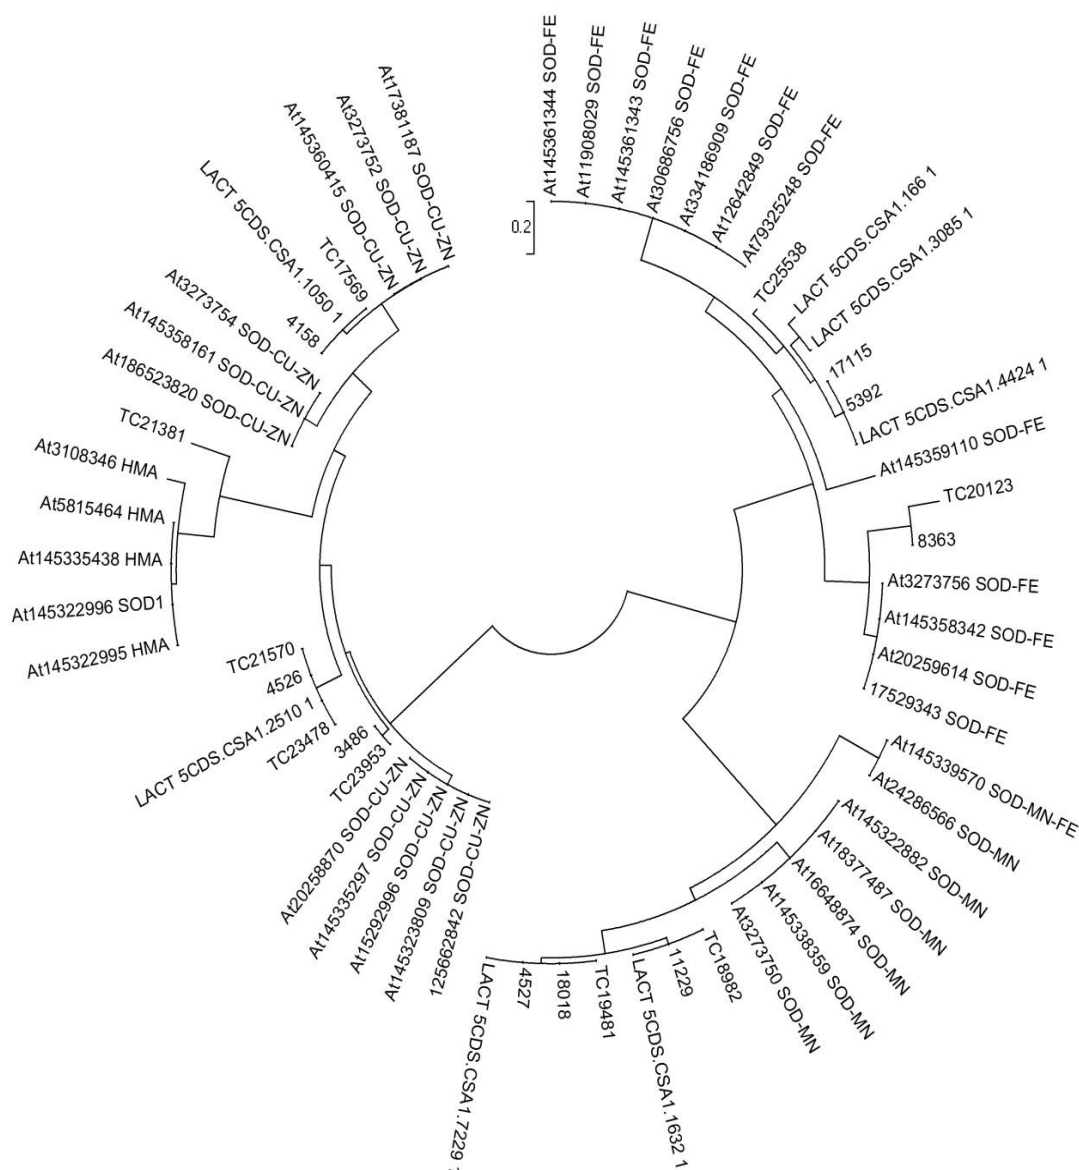 At145361344 SOD-FE
At11908029 SOD-FE
At145361343 SOD-FE
At30686756 SOD-FE
At334186909 SOD-FE
At12642849 SOD-FE
At79325248 SOD-FE
TC25538
LACT 5CDS.CSA1.166 1
LACT 5CDS.CSA1.3085 1
17115
5392
LACT 5CDS.CSA1.4424 1
At145359110 SOD-FE
TC20123
8363
At3273756 SOD-FE
At145358342 SOD-FE
At20259614 SOD-FE
17529343 SOD-FE
At145339570 SOD-MN-FE
At24286566 SOD-MN
At145322882 SOD-MN
At18377487 SOD-MN
At16648874 SOD-MN
At145338359 SOD-MN
At3273750 SOD-MN
TC18982
11229
LACT 5CDS.CSA1.1632 1
TC19481
18018
4527
LACT 5CDS.CSA1.7229
125662842 SOD-CU-ZN
At145323809 SOD-CU-ZN
At15292996 SOD-CU-ZN
At145335297 SOD-CU-ZN
At20258870 SOD-CU-ZN
TC23953
3486
TC23478
LACT 5CDS.CSA1.2510 1
4526
TC21570
At145322995 HMA
At145322996 SOD1
At145335438 HMA
At5815464 HMA
At3108346 HMA
TC21381
At186523820 SOD-CU-ZN
At145358161 SOD-CU-ZN
At3273754 SOD-CU-ZN
4158
LACT 5CDS.CSA1.1050 1
TC17569
At145360415 SOD-CU-ZN
At3273752 SOD-CU-ZN
At17381187 SOD-CU-ZN
0.2